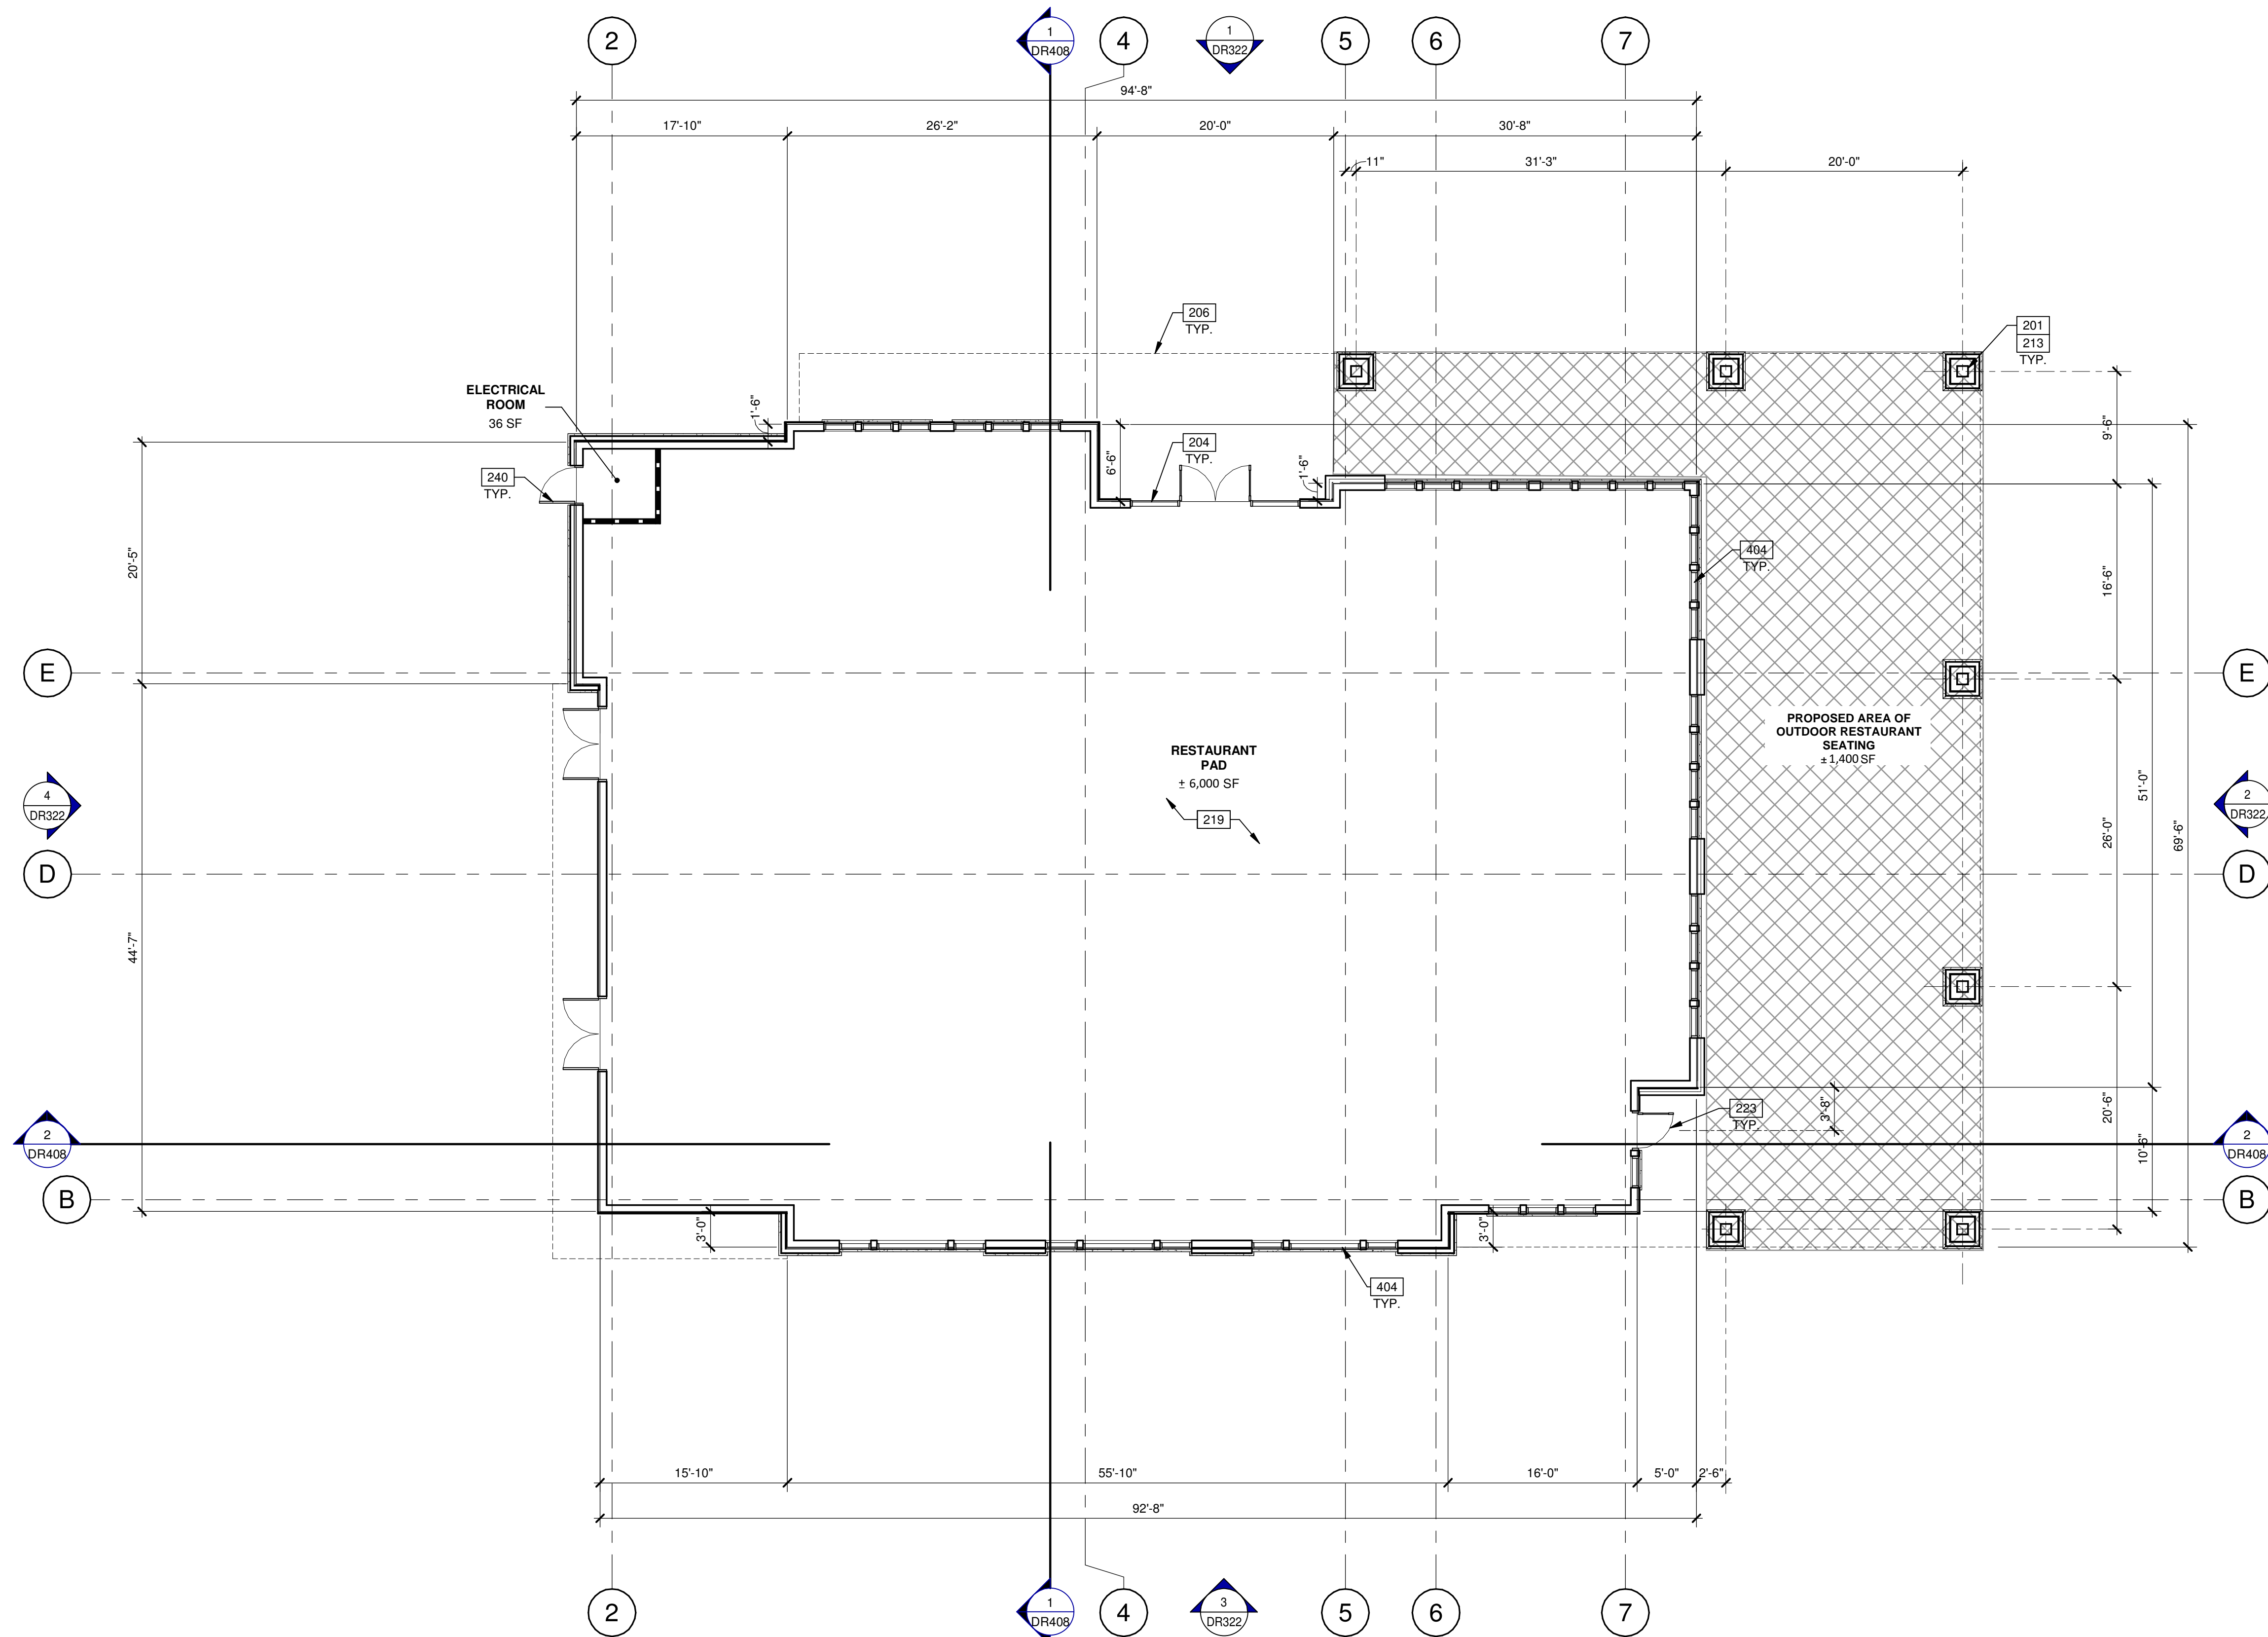 2
1
DR408
4
1
DR322
5
6
7
94'-8"
17'-10"
26'-2"
20'-0"
30'-8"
11"
31'-3"
20'-0"
206
TYP.
201
213
TYP.
ELECTRICAL
ROOM
36 SF
1'-6"
240
TYP.
6'-6"
204
TYP.
1'-6"
9'-6"
20'-5"
404
TYP.
16'-6"
E
E
PROPOSED AREA OF
OUTDOOR RESTAURANT
SEATING
±1,400 SF
RESTAURANT
PAD
± 6,000 SF
219
4
DR322
2
DR322
51'-0"
26'-0"
69'-6"
D
D
44'-7"
223
TYP.
3'-8"
20'-6"
10'-6"
2
DR408
2
DR408
B
B
3'-0"
3'-0"
404
TYP.
15'-10"
55'-10"
16'-0"
5'-0"
2'-6"
92'-8"
2
1
DR408
4
3
DR322
5
6
7